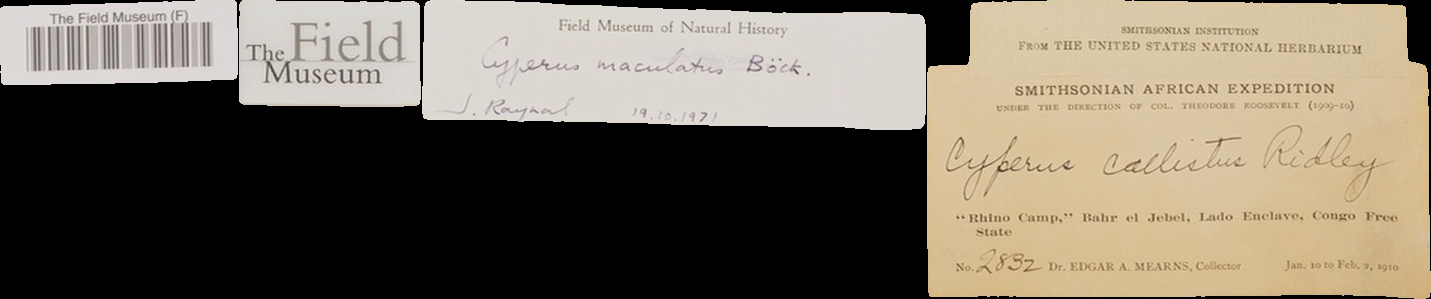 The Field Museum (F)
The Field
Museum
Field Museum of Natural History
Cyperus maculatus Böck.
J. Raynal 19.10.1971
SMITHSONIAN INSTITUTION
FROM THE UNITED STATES NATIONAL HERBARIUM
SMITHSONIAN AFRICAN EXPEDITION
UNDER THE DIRECTION OF COL. THEODORE ROOSEVELT (1909-10)
Cyperus callistus Ridley
"Rhino Camp," Bahr el Jebel, Lado Enclave, Congo Free
State
No. 2832 Dr. EDGAR A. MEARNS, Collector Jan. 10 to Feb. 2, 1910